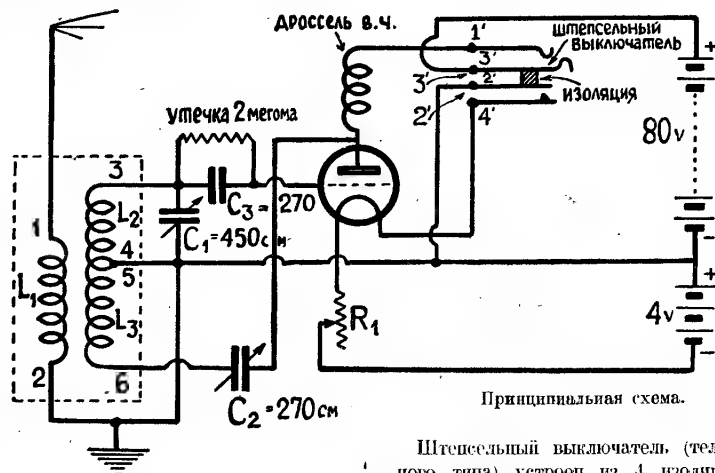 дроссель в.ч.
1'
штепсельный
выключатель
3'
3'
2'
изоляция
2'
4'
+
80v
-
утечка 2 мегома
3
L₂
C₃= 270
C₁=450см
1
4
5
L₁
L₃
R₁
+
4v
-
2
6
C₂=270см
Принципиальная схема.
Штепсельный выключатель (тел
ного типа) устроен из 4 изоли